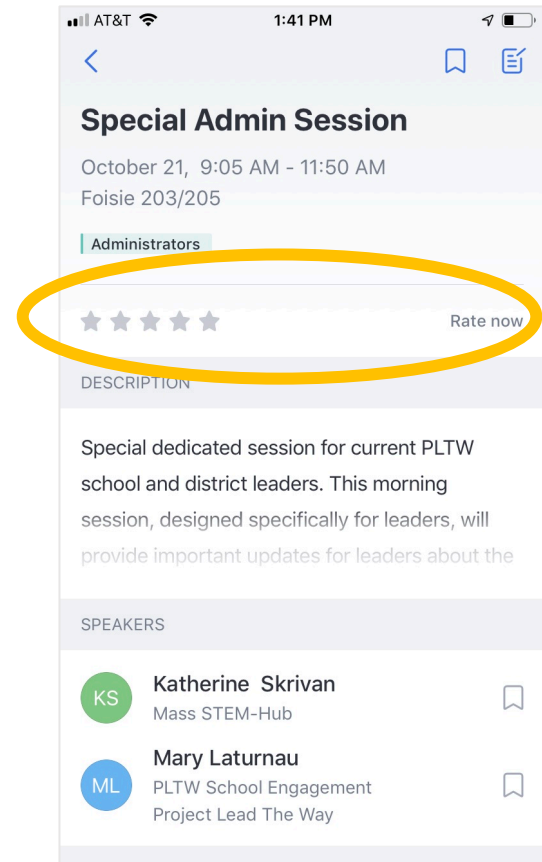 AT&T 1:41 PM
Special Admin Session
October 21, 9:05 AM - 11:50 AM
Foisie 203/205
Administrators
Rate now
DESCRIPTION
Special dedicated session for current PLTW
school and district leaders. This morning
session, designed specifically for leaders, will
provide important updates for leaders about the
SPEAKERS
KS Katherine Skrivan
Mass STEM-Hub
Mary Laturnau
ML PLTW School Engagement
Project Lead The Way